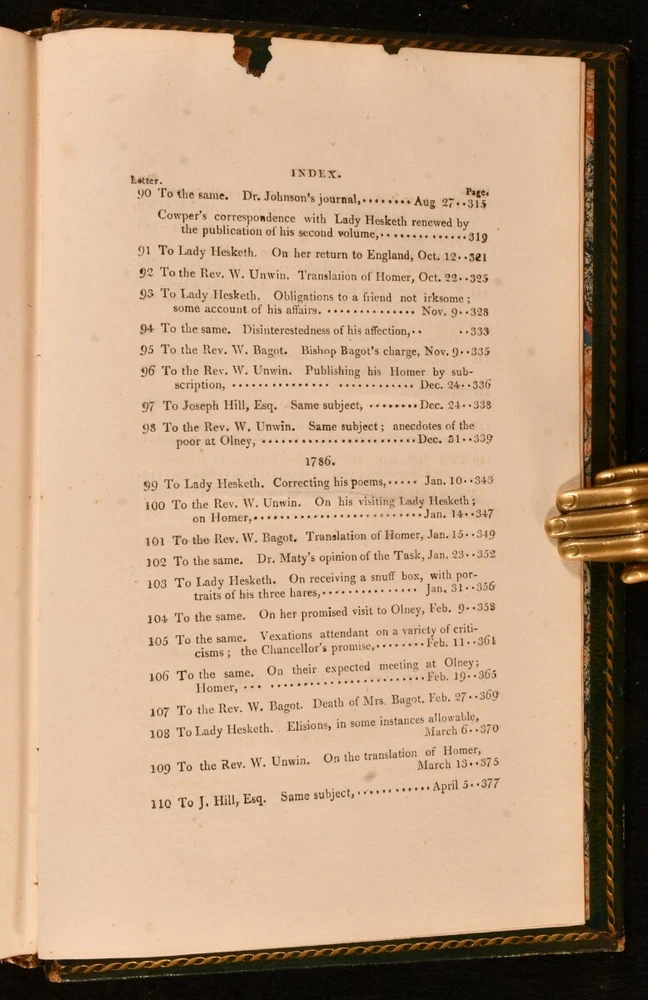 INDEX.
Letter. Page.
90 To the same. Dr. Johnson's journal,········ Aug 27··315
Cowper's correspondence with Lady Hesketh renewed by
the publication of his second volume,··············319
91 To Lady Hesketh. On her return to England, Oct. 12··321
92 To the Rev. W. Unwin. Translation of Homer, Oct. 22··325
93 To Lady Hesketh. Obligations to a friend not irksome;
some account of his affairs. ·············· Nov. 9··328
94 To the same. Disinterestedness of his affection,·· ··333
95 To the Rev. W. Bagot. Bishop Bagot's charge, Nov. 9··335
96 To the Rev. W. Unwin. Publishing his Homer by sub-
scription, ··············· ············ Dec. 24··336
97 To Joseph Hill, Esq. Same subject, ········Dec. 24··338
98 To the Rev. W. Unwin. Same subject; anecdotes of the
poor at Olney, ·······················Dec. 31··339
1786.
99 To Lady Hesketh. Correcting his poems,····· Jan. 10··343
100 To the Rev. W. Unwin. On his visiting Lady Hesketh;
on Homer,··························Jan. 14··347
101 To the Rev. W. Bagot. Translation of Homer, Jan. 15··349
102 To the same. Dr. Maty's opinion of the Task, Jan. 23··352
103 To Lady Hesketh. On receiving a snuff box, with por-
traits of his three hares,··············· Jan. 31··356
104 To the same. On her promised visit to Olney, Feb. 9··358
105 To the same. Vexations attendant on a variety of criti-
cisms; the Chancellor's promise,········Feb. 11··361
106 To the same. On their expected meeting at Olney;
Homer, ··· ························Feb. 19··365
107 To the Rev. W. Bagot. Death of Mrs. Bagot, Feb. 27··369
108 To Lady Hesketh. Elisions, in some instances allowable,
March 6··370
109 To the Rev. W. Unwin. On the translation of Homer,
March 13··375
110 To J. Hill, Esq. Same subject,············April 5··377